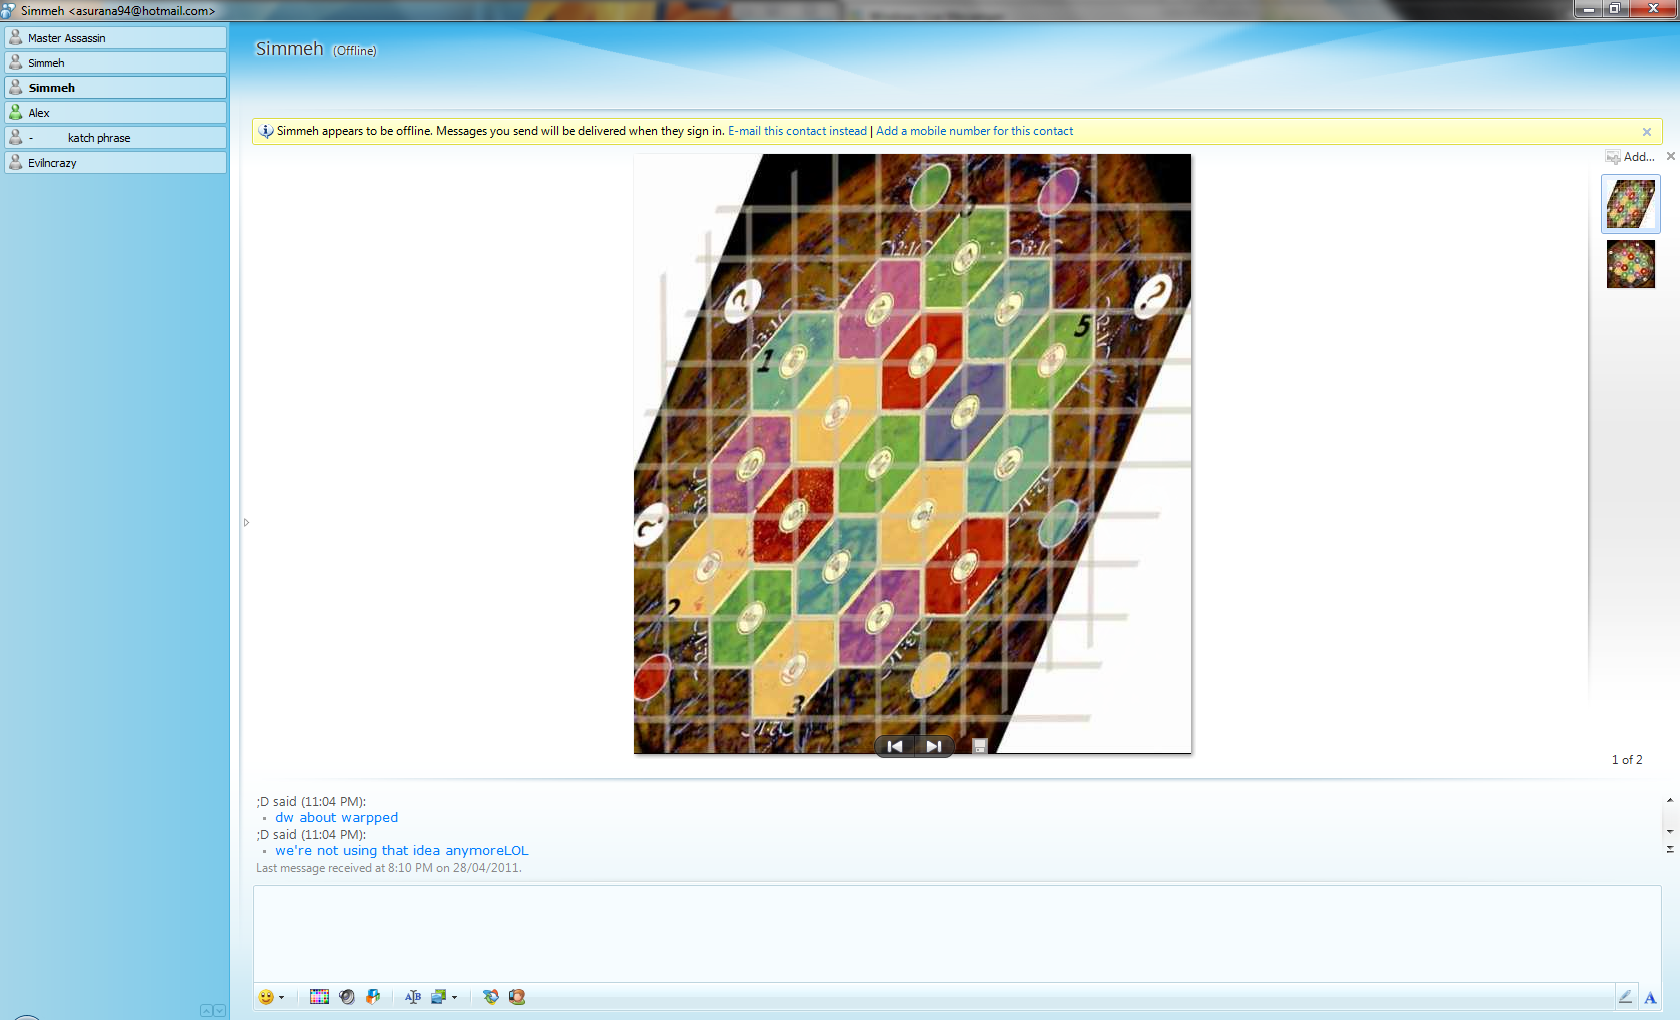 Simmeh <asurana94@hotmail.com>
Master Assassin
Simmeh
Simmeh
Alex
- katch phrase
Evilncrazy
Simmeh (Offline)
Simmeh appears to be offline. Messages you send will be delivered when they sign in. E-mail this contact instead | Add a mobile number for this contact
Add...
?
?
5
1
10
?
2
3
1 of 2
;D said (11:04 PM):
dw about warpped
;D said (11:04 PM):
we're not using that idea anymoreLOL
Last message received at 8:10 PM on 28/04/2011.